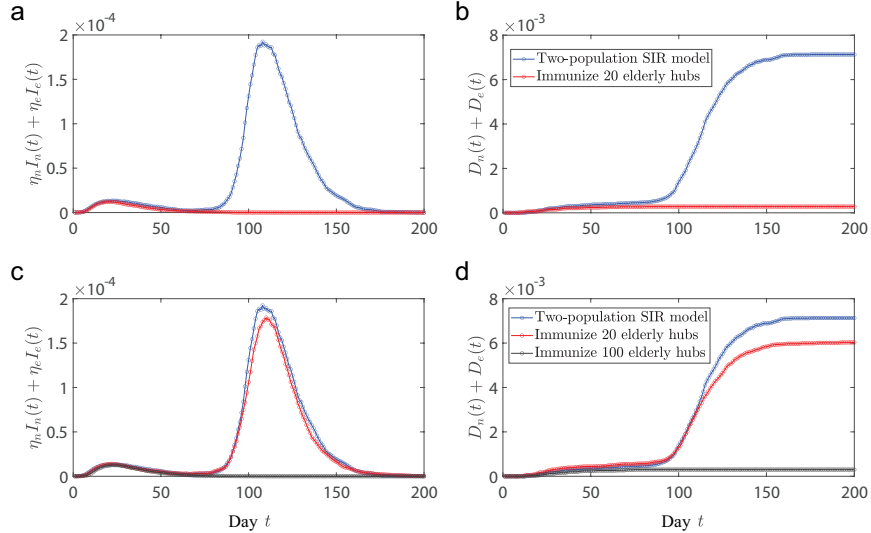 a
×10⁻⁴
2
1.5
1
0.5
0
0 50 100 150 200
ηₙIₙ(t) + ηₑIₑ(t)
b
×10⁻³
8
6
4
2
0
0 50 100 150 200
Dₙ(t) + Dₑ(t)
Two-population SIR model
Immunize 20 elderly hubs
c
×10⁻⁴
2
1.5
1
0.5
0
0 50 100 150 200
ηₙIₙ(t) + ηₑIₑ(t)
Day t
d
×10⁻³
8
6
4
2
0
0 50 100 150 200
Dₙ(t) + Dₑ(t)
Two-population SIR model
Immunize 20 elderly hubs
Immunize 100 elderly hubs
Day t